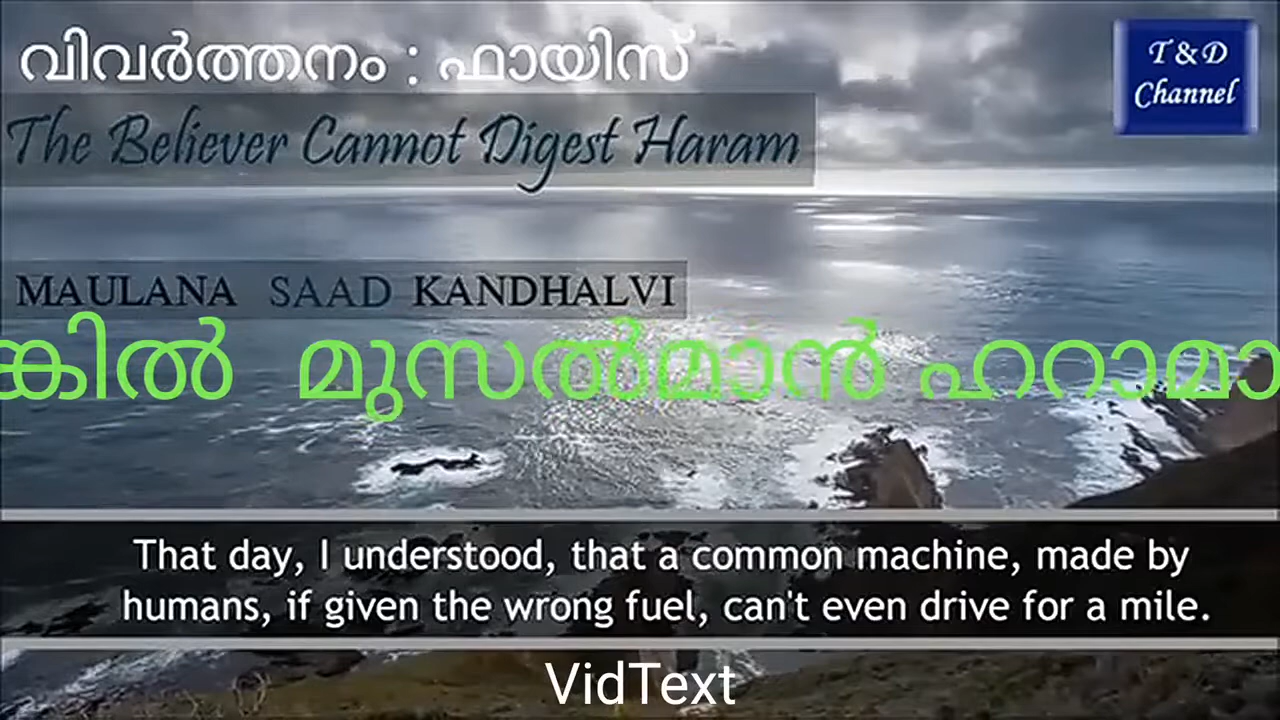 വിവർത്തനം : ഫായിസ്
T & D
Channel
The Believer Cannot Digest Haram
MAULANA SAAD KANDHALVI
ങ്കിൽ മുസൽമാൻ ഹറാമാ
That day, I understood, that a common machine, made by
humans, if given the wrong fuel, can't even drive for a mile.
VidText